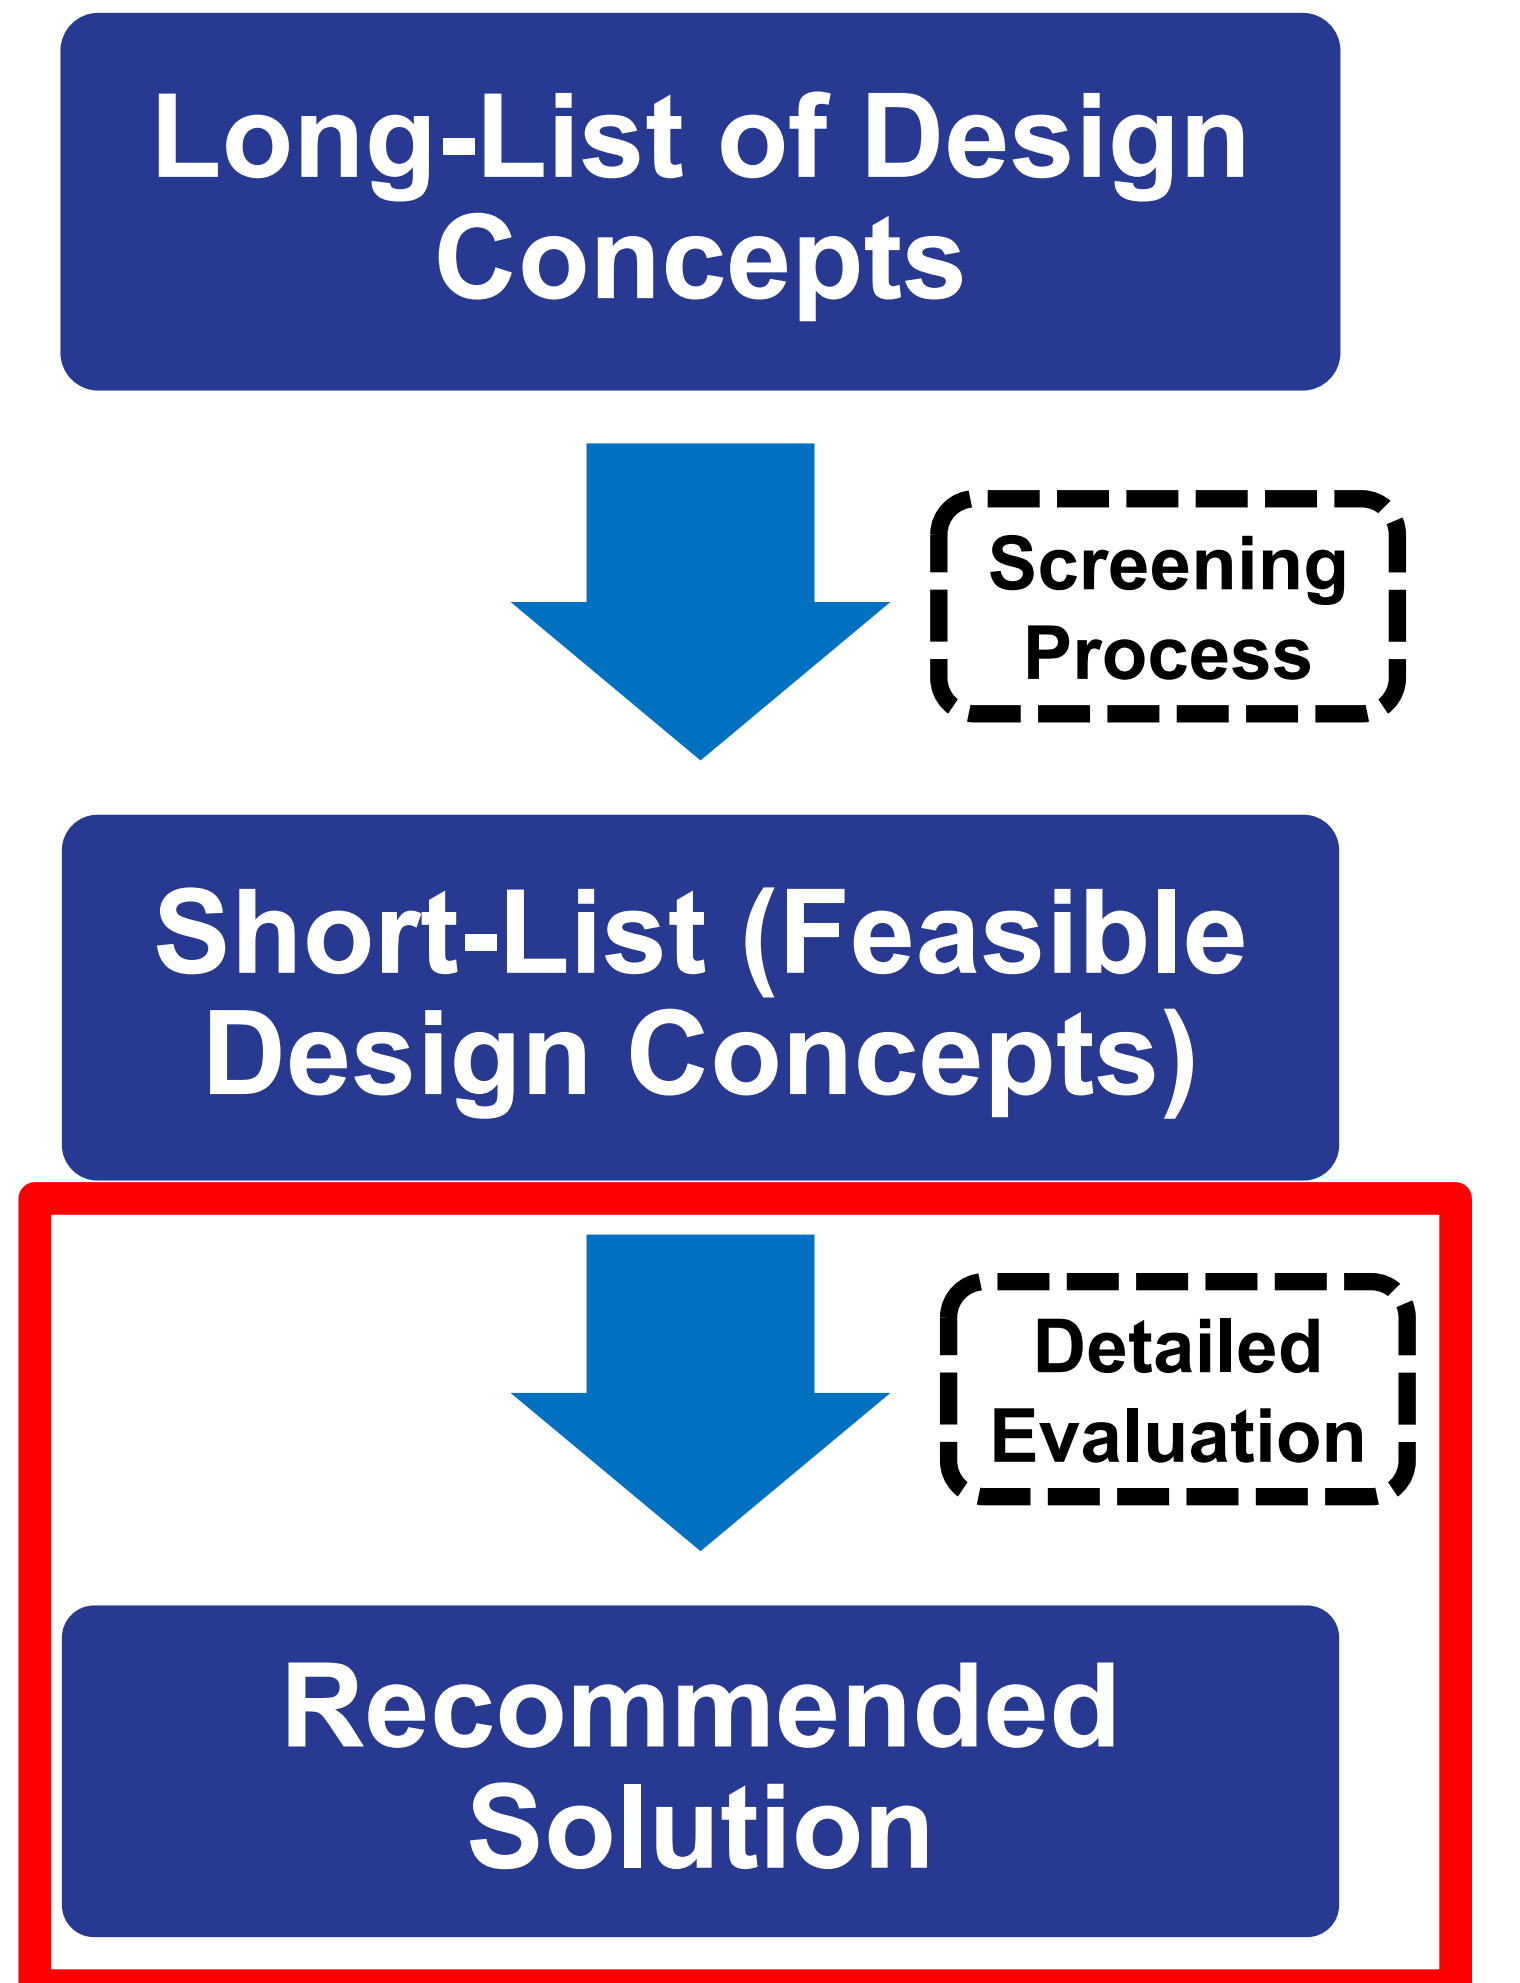 Long-List of Design
Concepts
Screening
Process
Short-List (Feasible
Design Concepts)
Detailed
Evaluation
Recommended
Solution